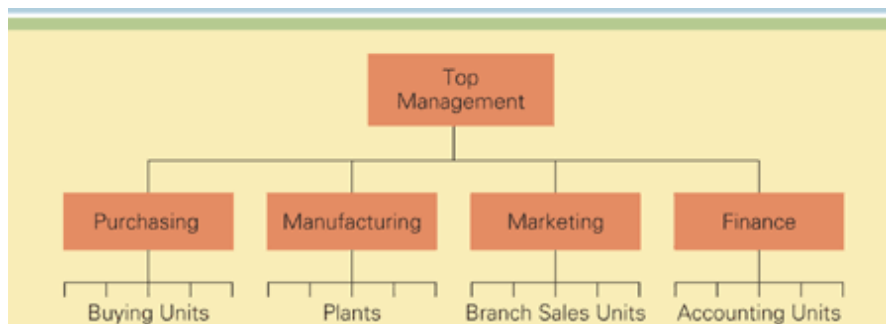 Top
Management
Purchasing
Manufacturing
Marketing
Finance
Buying Units
Plants
Branch Sales Units
Accounting Units